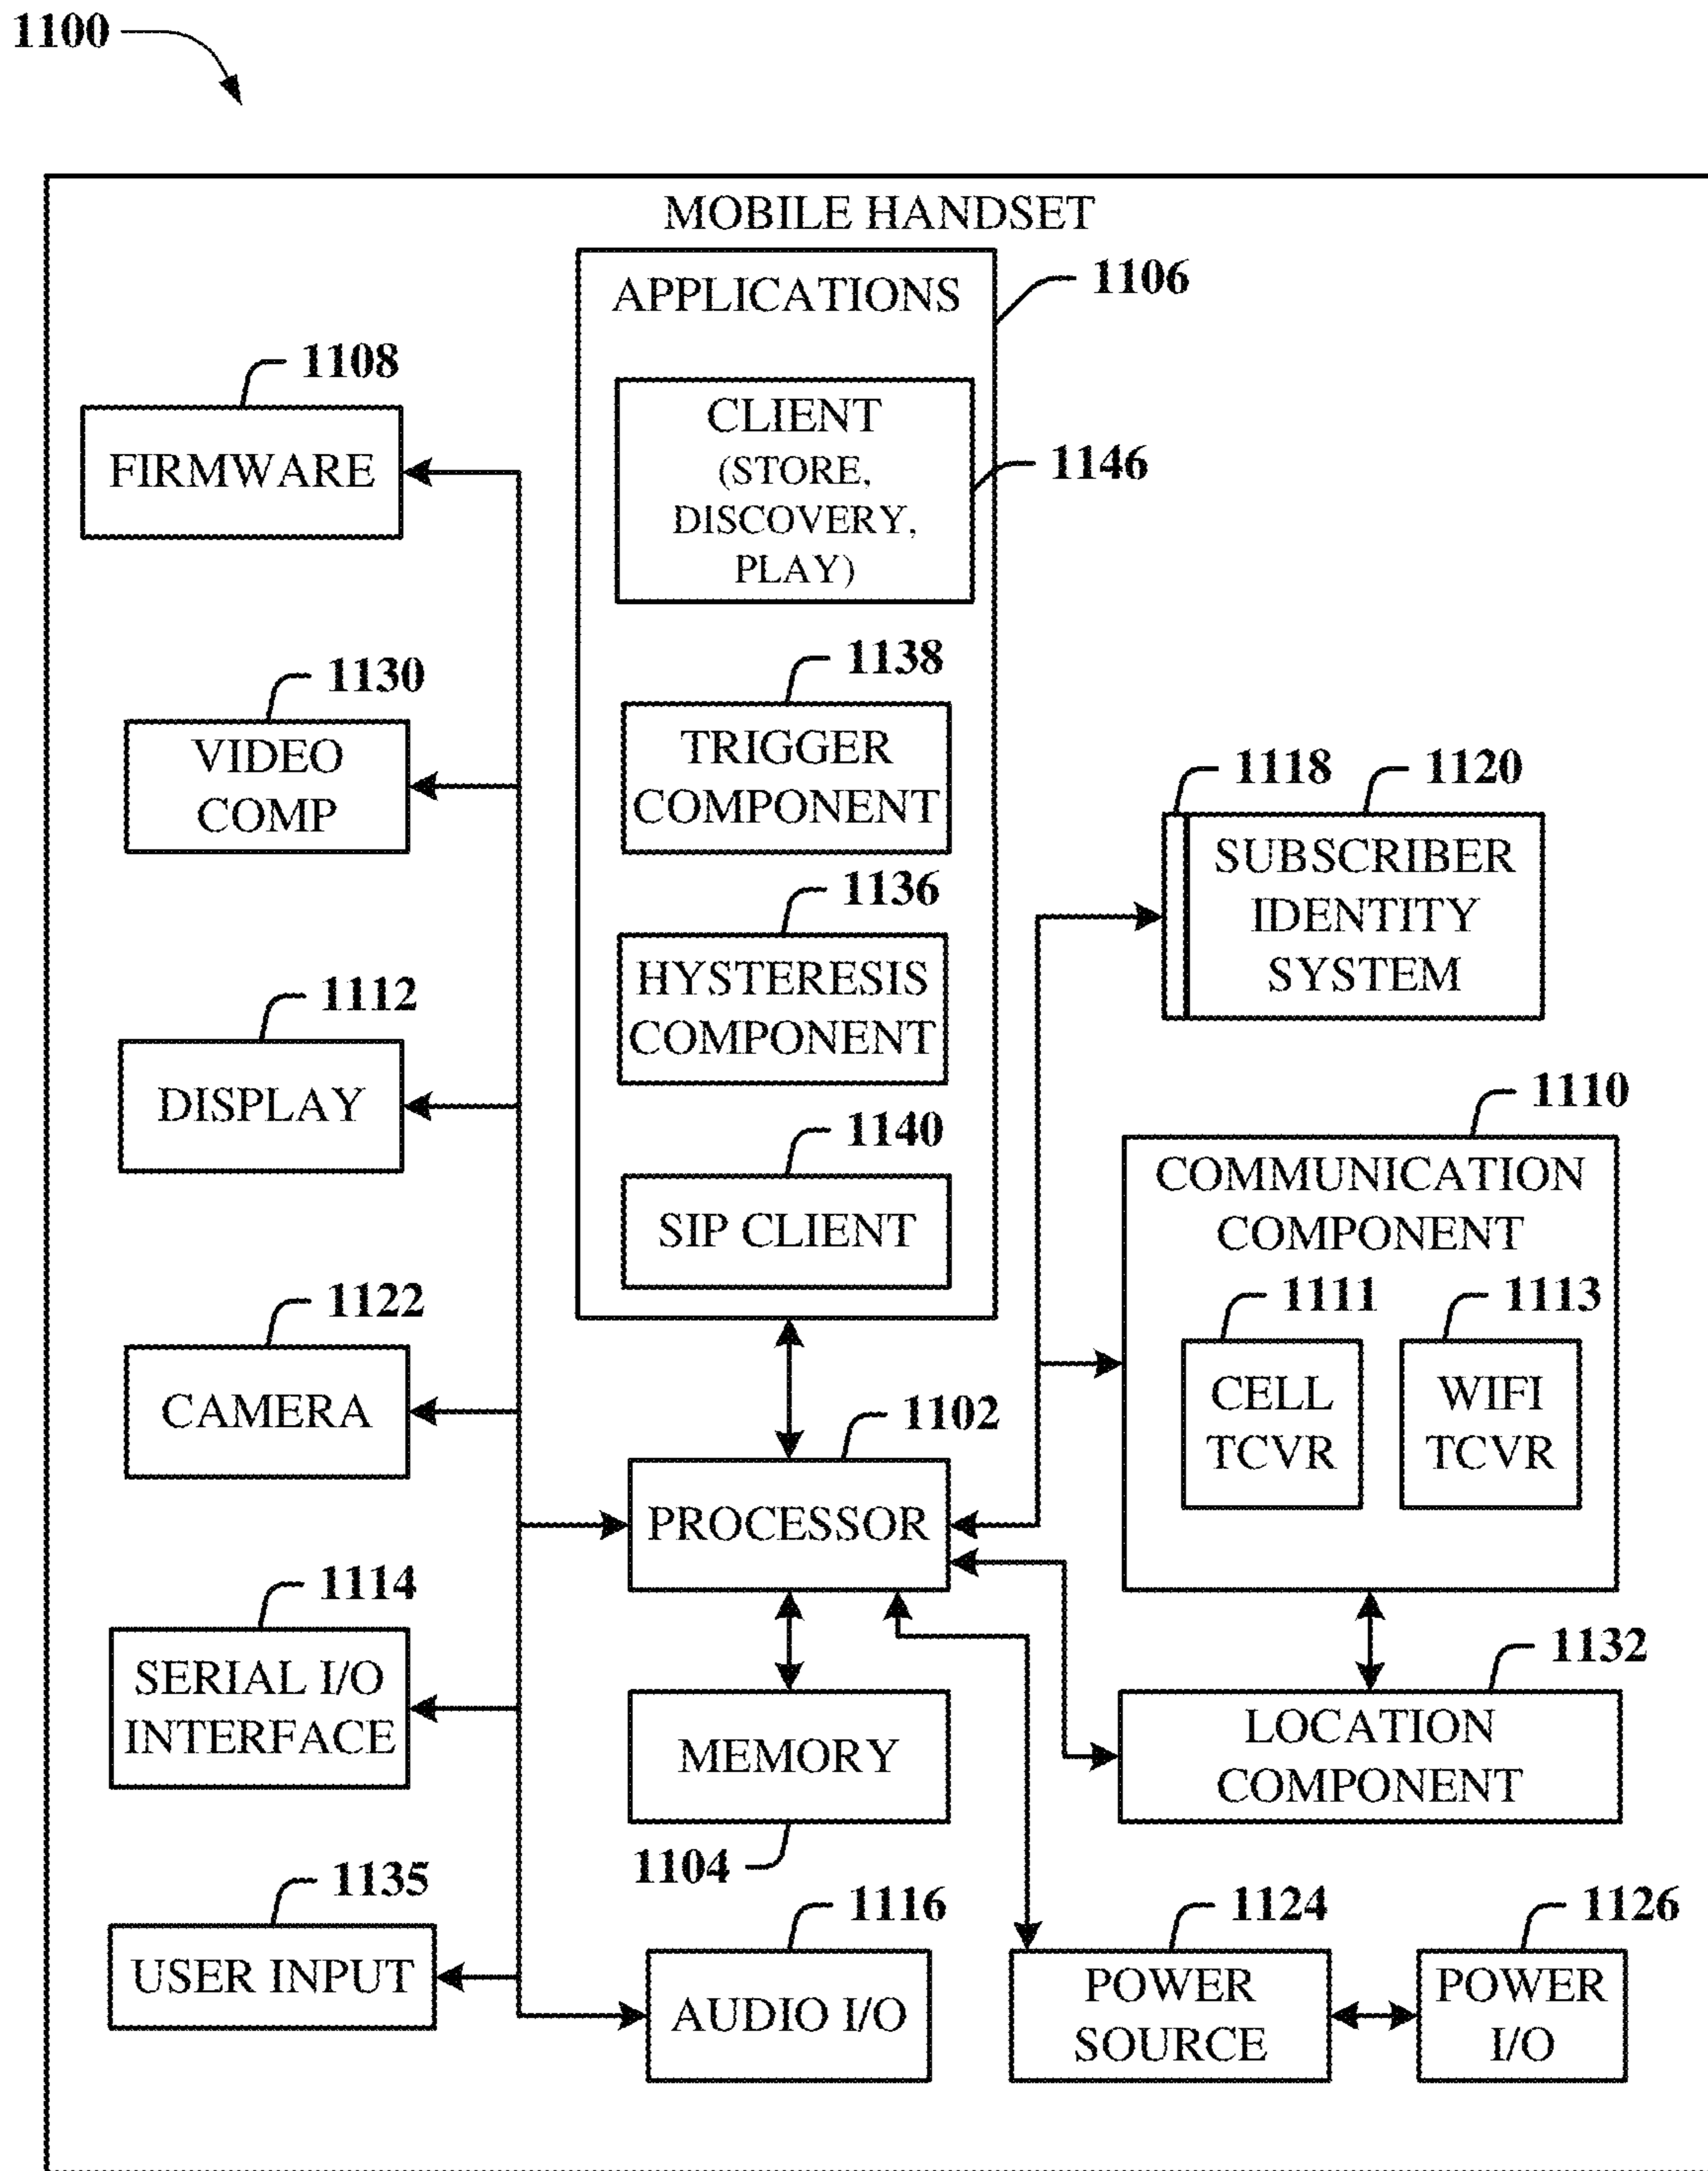 1100
MOBILE HANDSET
APPLICATIONS
1106
CLIENT
(STORE,
DISCOVERY,
PLAY)
1146
1138
TRIGGER
COMPONENT
1136
HYSTERESIS
COMPONENT
1140
SIP CLIENT
1108
FIRMWARE
1130
VIDEO
COMP
1112
DISPLAY
1122
CAMERA
1114
SERIAL I/O
INTERFACE
1135
USER INPUT
1102
PROCESSOR
MEMORY
1104
1116
AUDIO I/O
1118
1120
SUBSCRIBER
IDENTITY
SYSTEM
1110
COMMUNICATION
COMPONENT
1111
CELL
TCVR
1113
WIFI
TCVR
1132
LOCATION
COMPONENT
1124
POWER
SOURCE
1126
POWER
I/O